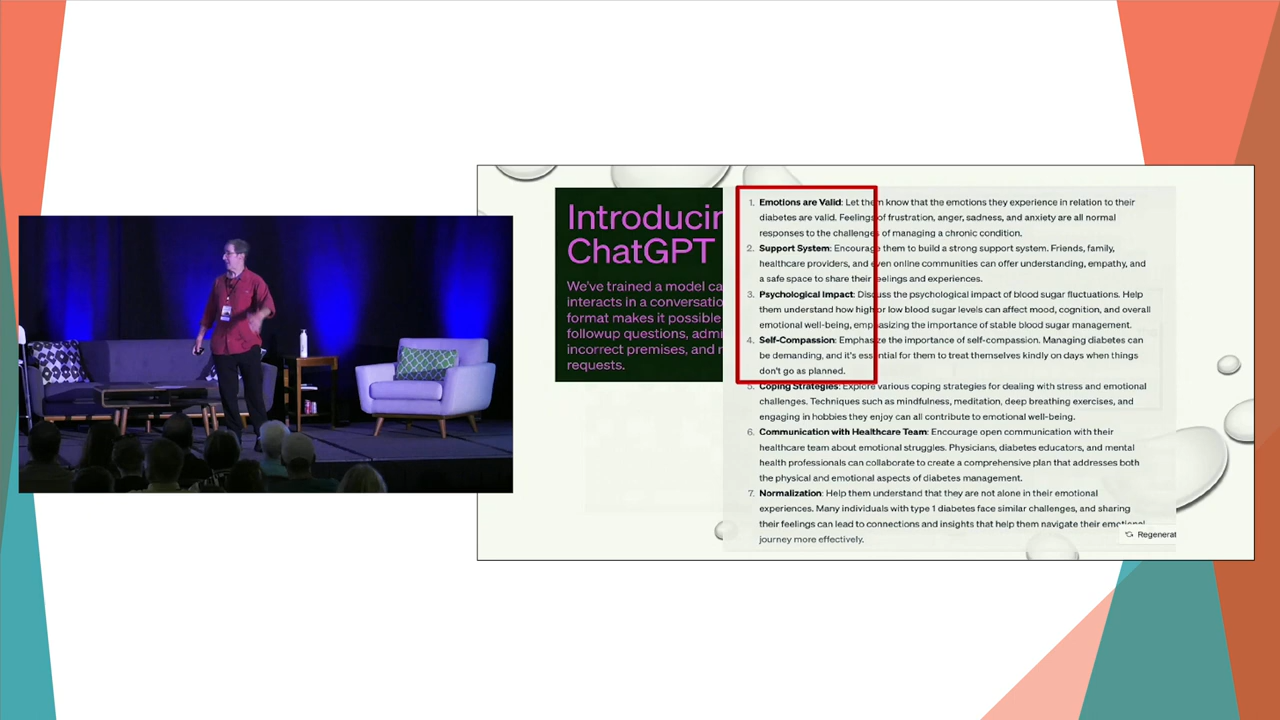 Introducin
ChatGPT
We've trained a model ca
interacts in a conversatio
format makes it possible
followup questions, admi
incorrect premises, and r
requests.
1. Emotions are Valid: Let them know that the emotions they experience in relation to their
diabetes are valid. Feelings of frustration, anger, sadness, and anxiety are all normal
responses to the challenges of managing a chronic condition.
2. Support System: Encourage them to build a strong support system. Friends, family,
healthcare providers, and even online communities can offer understanding, empathy, and
a safe space to share their feelings and experiences.
3. Psychological Impact: Discuss the psychological impact of blood sugar fluctuations. Help
them understand how high or low blood sugar levels can affect mood, cognition, and overall
emotional well-being, emphasizing the importance of stable blood sugar management.
4. Self-Compassion: Emphasize the importance of self-compassion. Managing diabetes can
be demanding, and it's essential for them to treat themselves kindly on days when things
don't go as planned.
5. Coping Strategies: Explore various coping strategies for dealing with stress and emotional
challenges. Techniques such as mindfulness, meditation, deep breathing exercises, and
engaging in hobbies they enjoy can all contribute to emotional well-being.
6. Communication with Healthcare Team: Encourage open communication with their
healthcare team about emotional struggles. Physicians, diabetes educators, and mental
health professionals can collaborate to create a comprehensive plan that addresses both
the physical and emotional aspects of diabetes management.
7. Normalization: Help them understand that they are not alone in their emotional
experiences. Many individuals with type 1 diabetes face similar challenges, and sharing
their feelings can lead to connections and insights that help them navigate their emotional
journey more effectively.
Regenerat